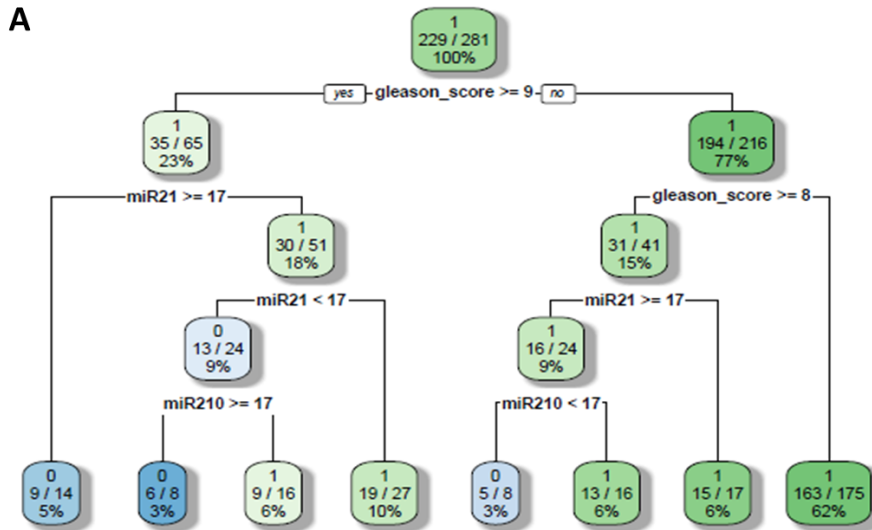 A
1
229 / 281
100%
yes gleason_score >= 9 no
1
35 / 65
23%
1
194 / 216
77%
miR21 >= 17
gleason_score >= 8
1
30 / 51
18%
1
31 / 41
15%
miR21 < 17
miR21 >= 17
0
13 / 24
9%
1
16 / 24
9%
miR210 >= 17
miR210 < 17
0
9 / 14
5%
0
6 / 8
3%
1
9 / 16
6%
1
19 / 27
10%
0
5 / 8
3%
1
13 / 16
6%
1
15 / 17
6%
1
163 / 175
62%